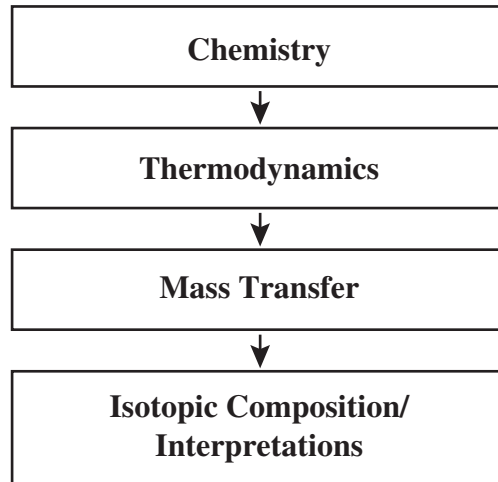 Chemistry
Thermodynamics
Mass Transfer
Isotopic Composition/
Interpretations